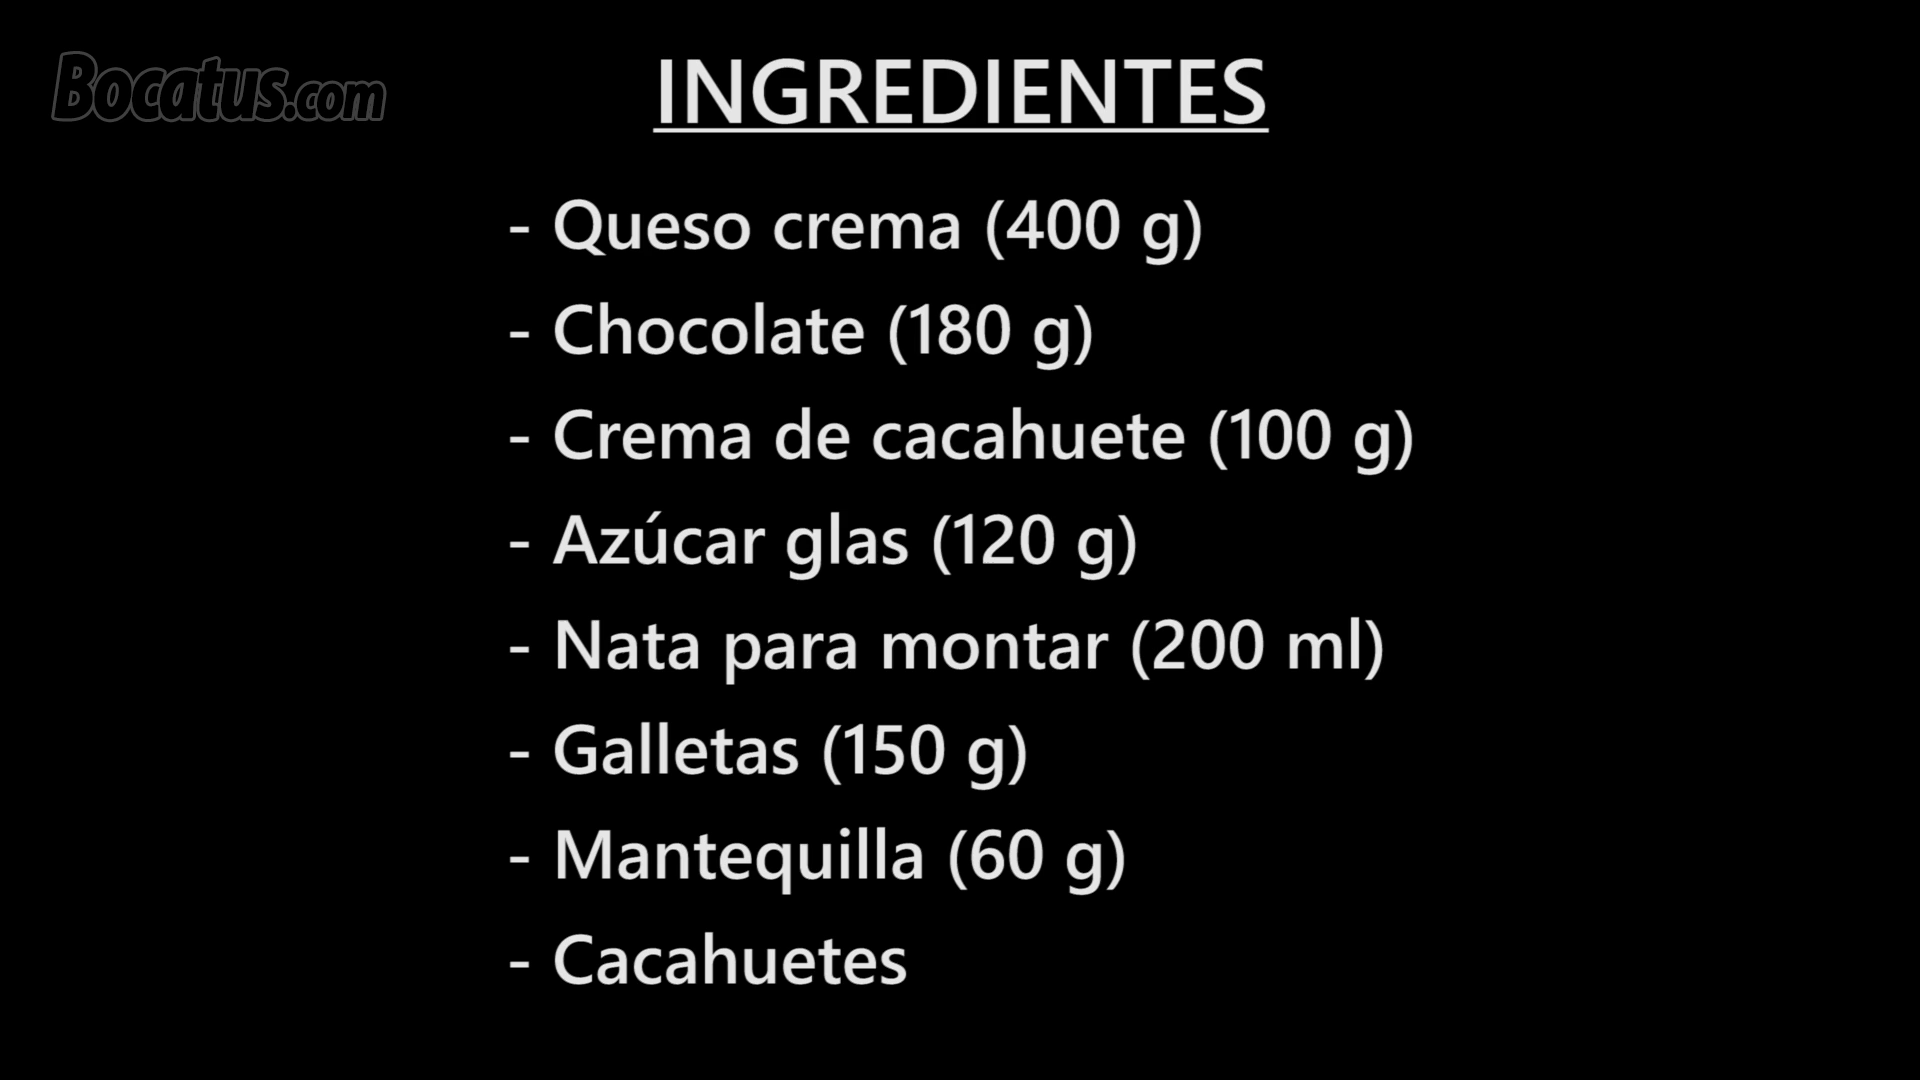 Bocatus.com
INGREDIENTES
- Queso crema (400 g)
- Chocolate (180 g)
- Crema de cacahuete (100 g)
- Azúcar glas (120 g)
- Nata para montar (200 ml)
- Galletas (150 g)
- Mantequilla (60 g)
- Cacahuetes